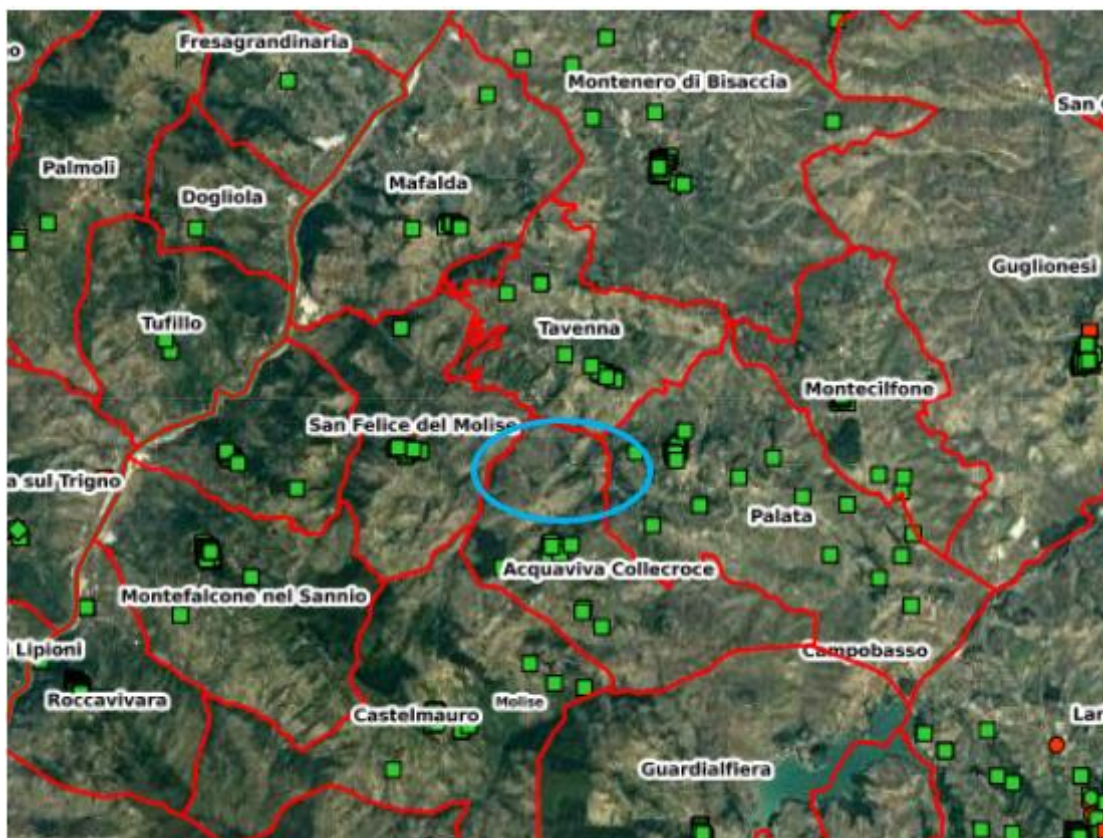 Fresagrandinaria
Montenero di Bisaccia
San
Palmoli
Dogliola
Mafalda
Guglionesi
Tufillo
Tavenna
Montecilfone
San Felice del Molise
a sul Trigno
Palata
Acquaviva Collecroce
Montefalcone nel Sannio
Lipioni
Campobasso
Roccavivara
Molise
Castelmauro
Lar
Guardialfiera